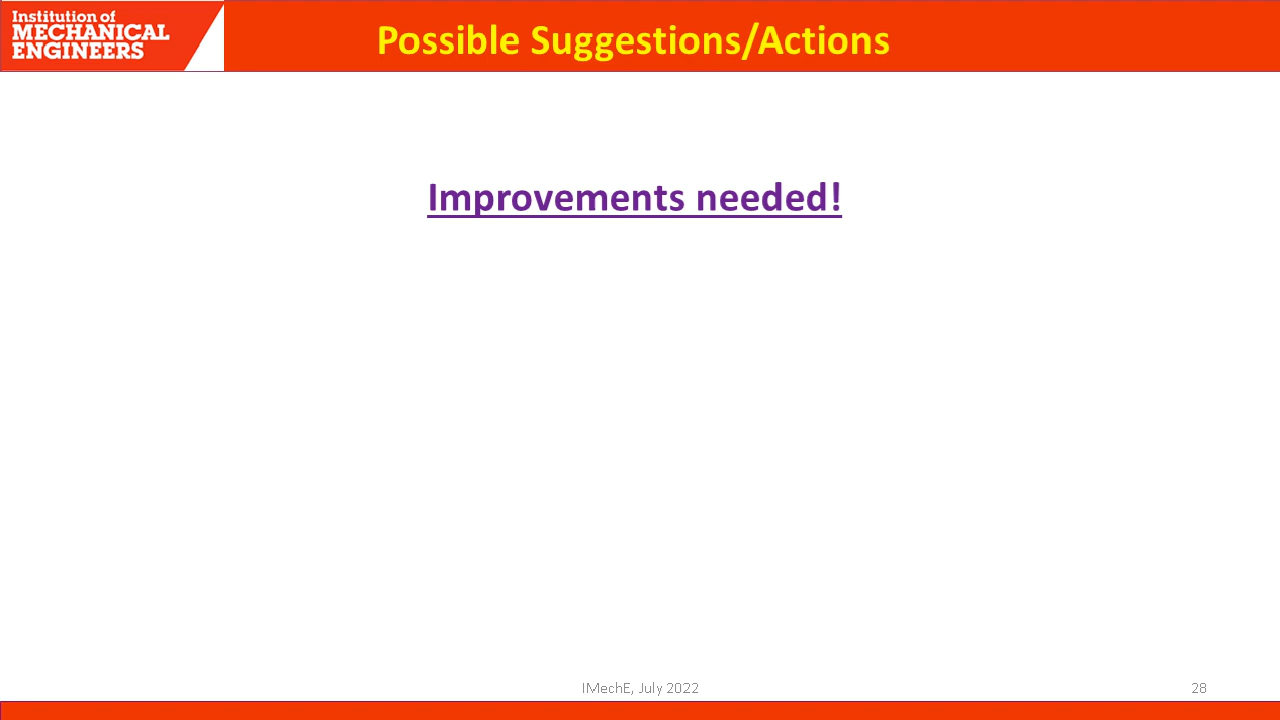 Institution of
MECHANICAL
ENGINEERS
Possible Suggestions/Actions
Improvements needed!
IMechE, July 2022
28